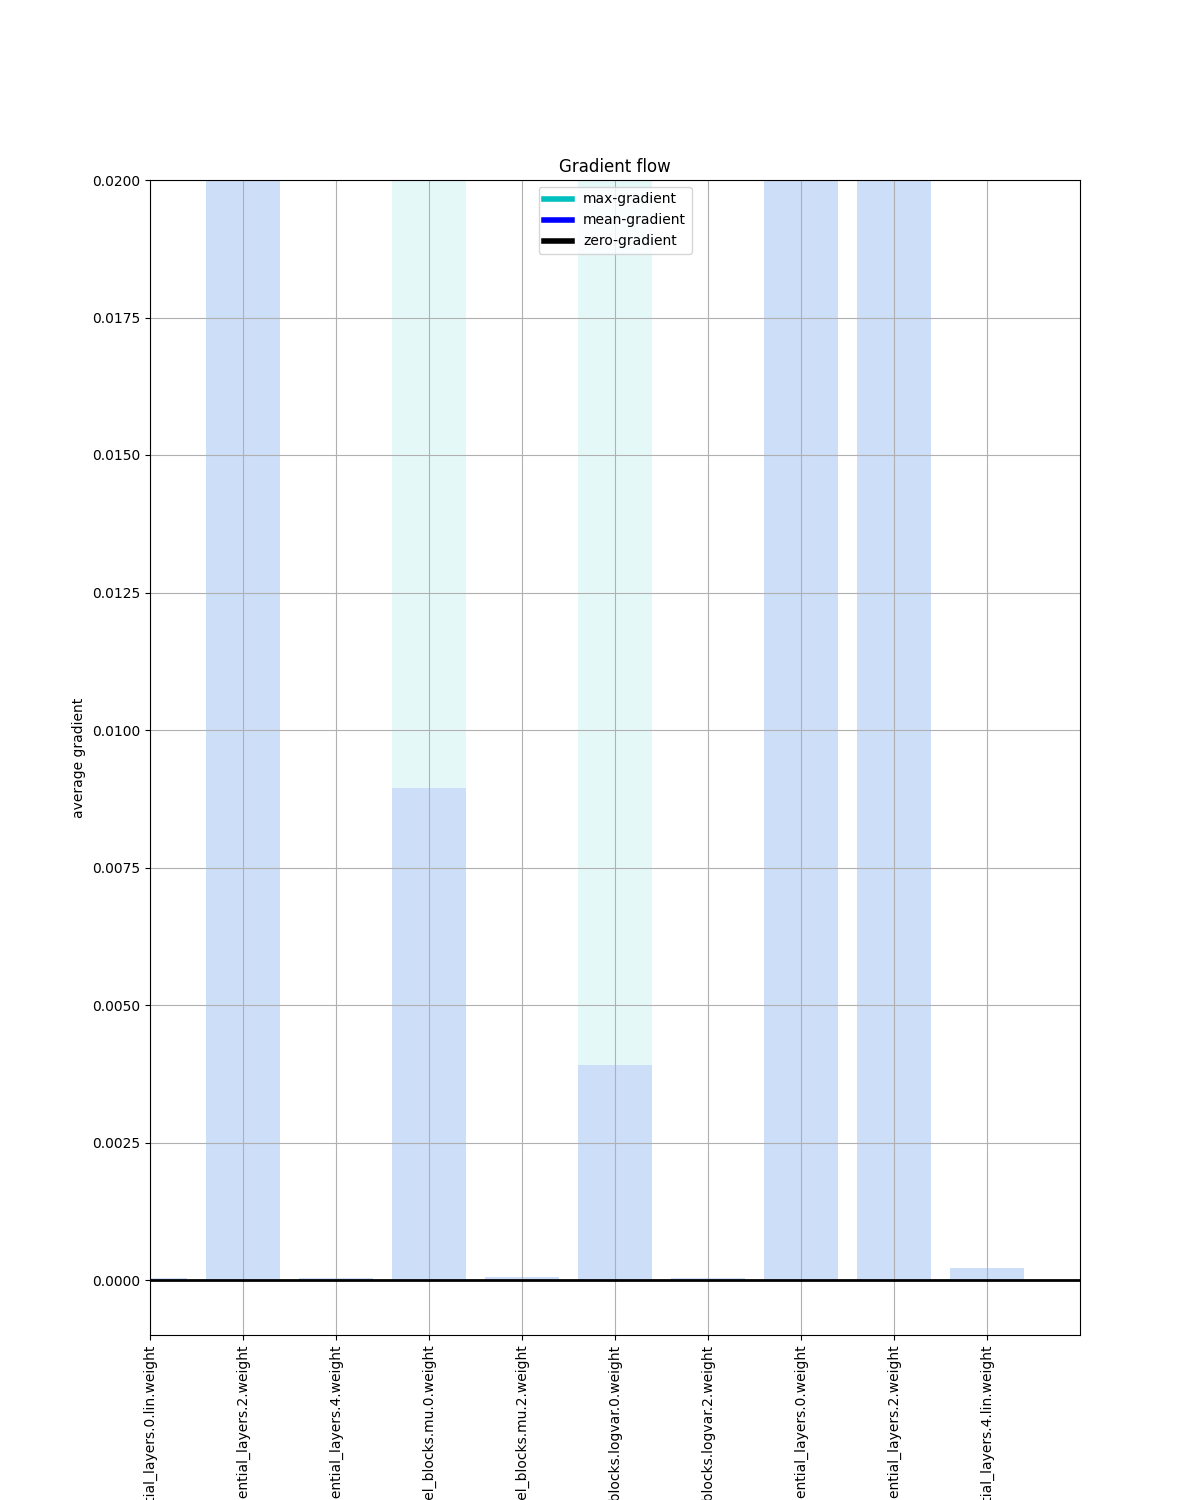 Gradient flow
max-gradient
mean-gradient
zero-gradient
average gradient
0.0200
0.0175
0.0150
0.0125
0.0100
0.0075
0.0050
0.0025
0.0000
tial_layers.0.lin.weight
ential_layers.2.weight
ential_layers.4.weight
el_blocks.mu.0.weight
el_blocks.mu.2.weight
blocks.logvar.0.weight
blocks.logvar.2.weight
ential_layers.0.weight
ential_layers.2.weight
tial_layers.4.lin.weight